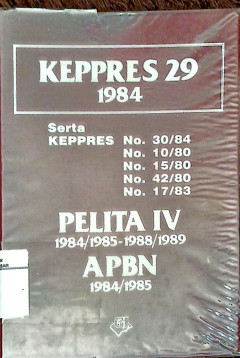 KEPPRES 29
1984
Serta
KEPPRES No. 30/84
No. 10/80
No. 15/80
No. 42/80
No. 17/83
PELITA IV
1984/1985-1988/1989
APBN
1984/1985